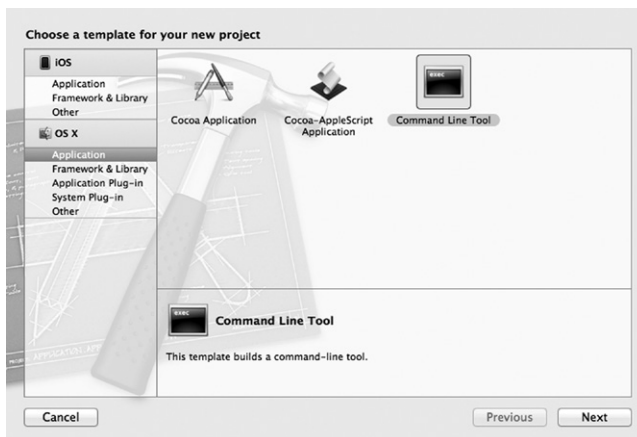 Choose a template for your new project
iOS
Application
Framework & Library
Other
OS X
Application
Framework & Library
Application Plug-in
System Plug-in
Other
Cocoa Application
Cocoa-AppleScript
Application
exec
Command Line Tool
exec
Command Line Tool
This template builds a command-line tool.
Cancel
Previous
Next